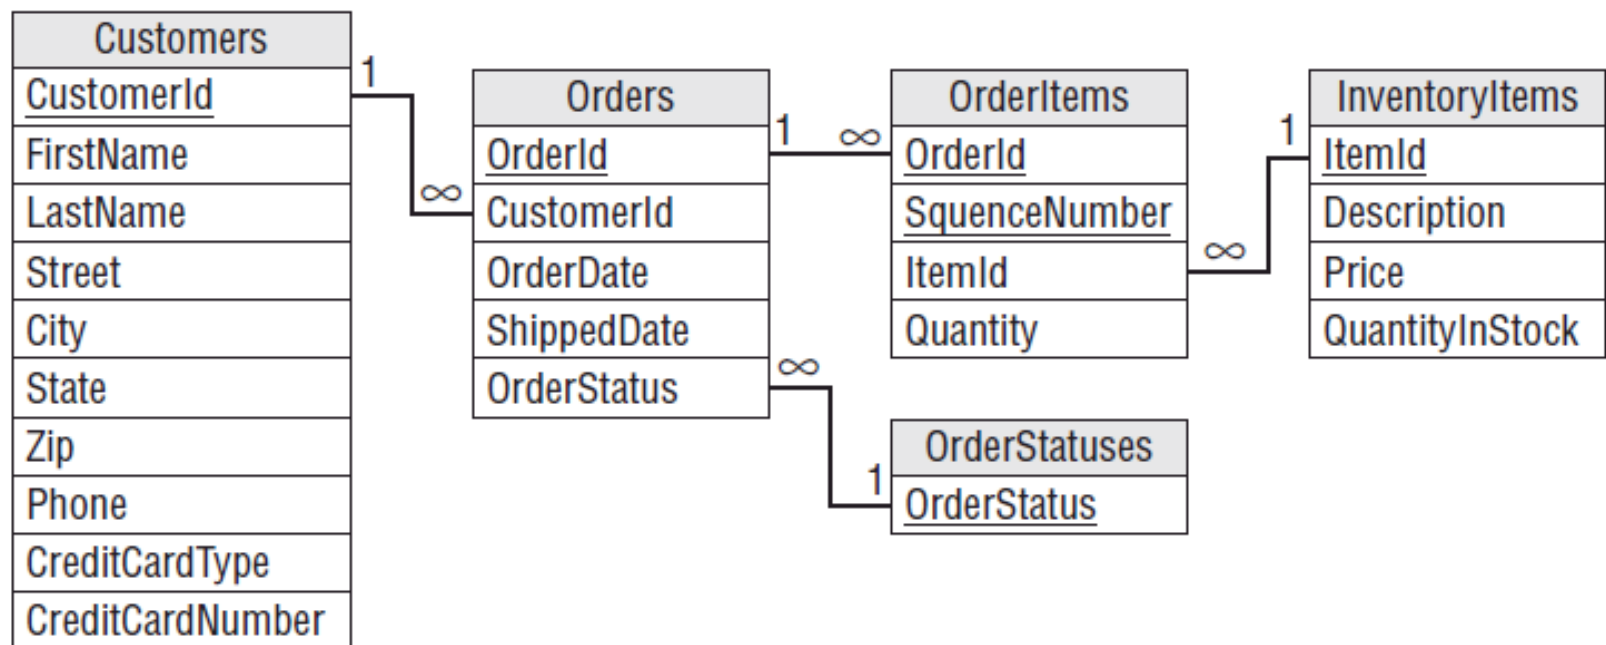 Customers
CustomerId
FirstName
LastName
Street
City
State
Zip
Phone
CreditCardType
CreditCardNumber
1
∞
Orders
OrderId
CustomerId
OrderDate
ShippedDate
OrderStatus
1
∞
∞
1
OrderItems
OrderId
SquenceNumber
ItemId
Quantity
OrderStatuses
OrderStatus
∞
1
InventoryItems
ItemId
Description
Price
QuantityInStock